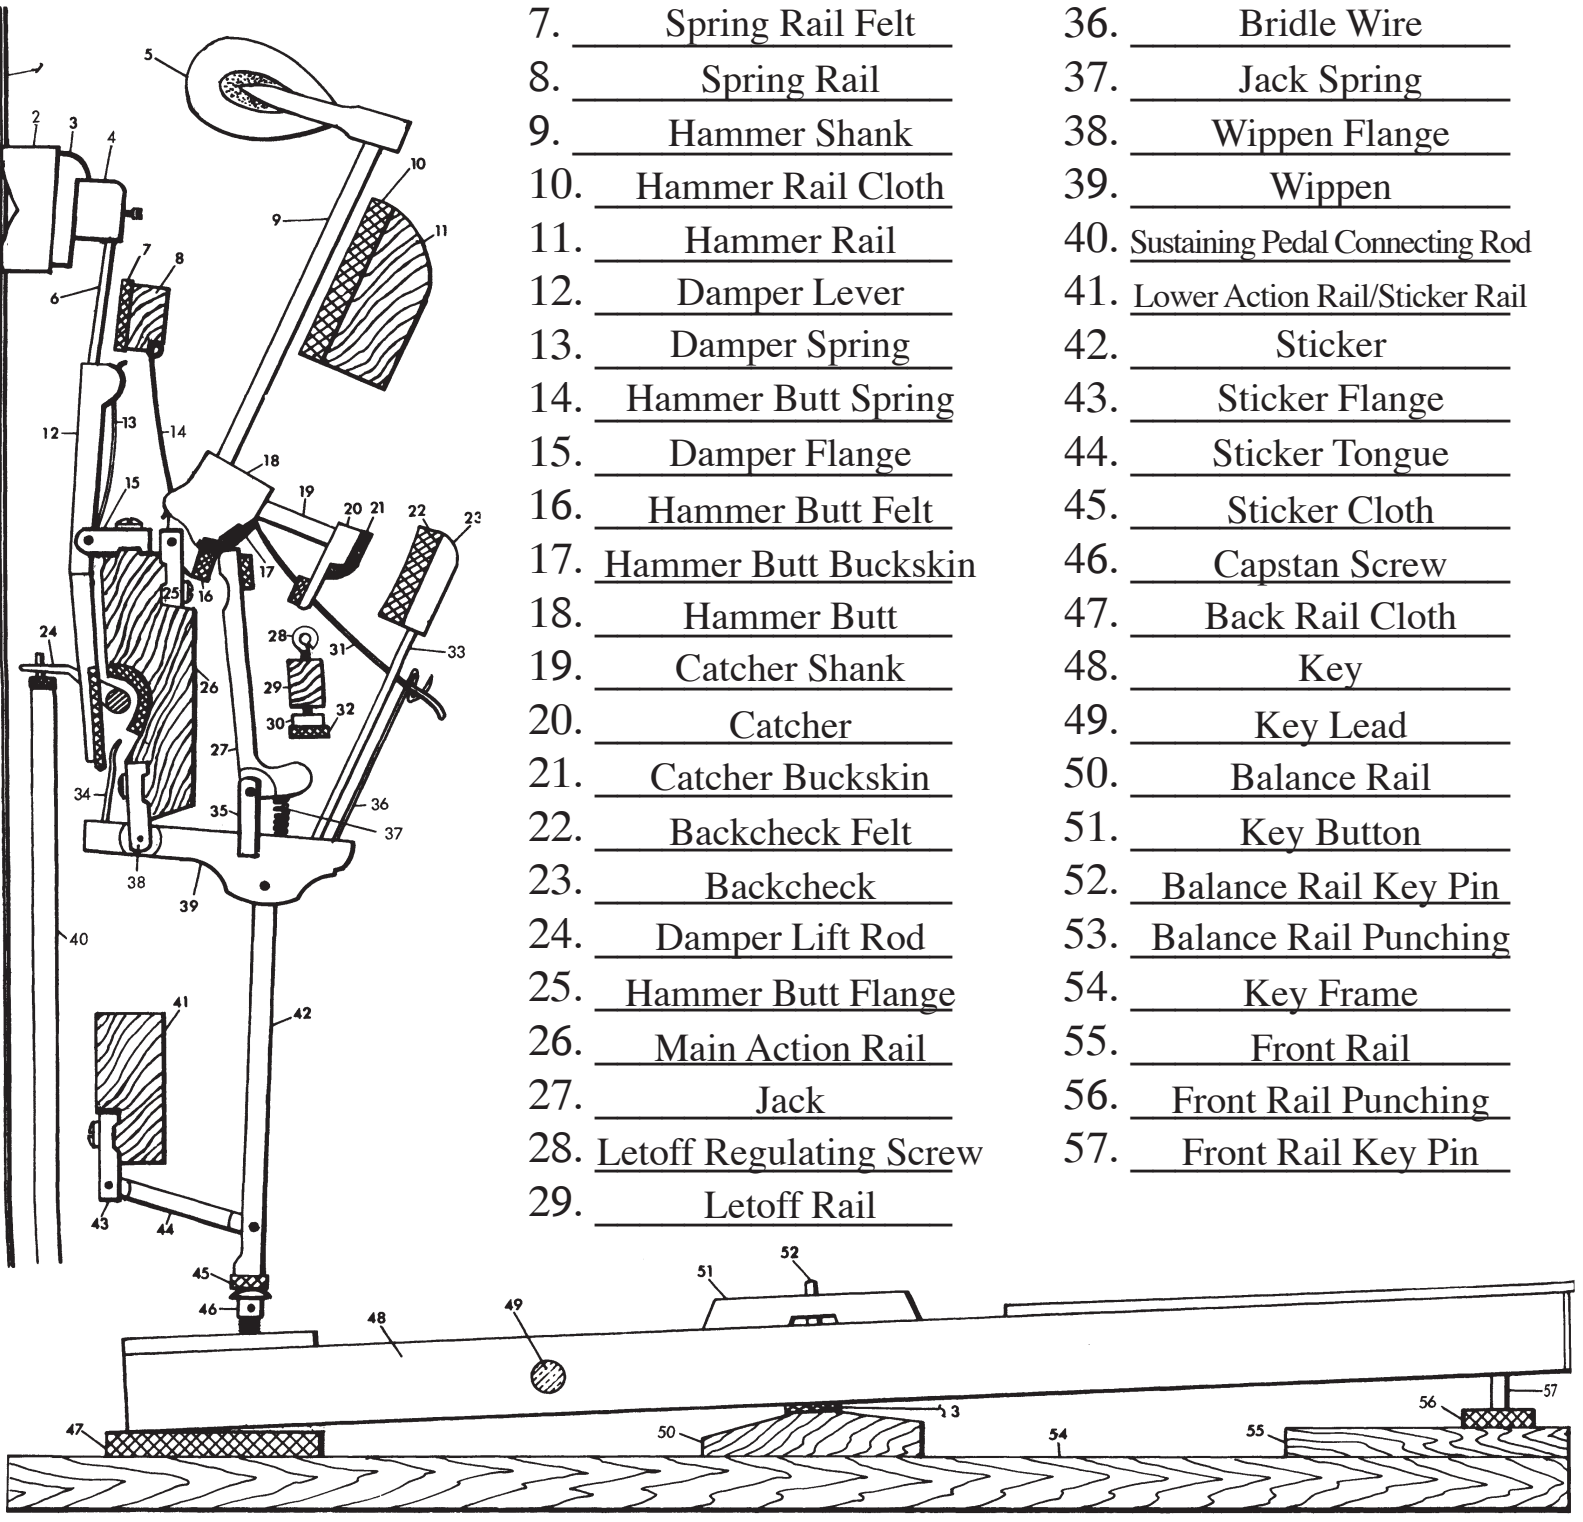 7. Spring Rail Felt
8. Spring Rail
9. Hammer Shank
10. Hammer Rail Cloth
11. Hammer Rail
12. Damper Lever
13. Damper Spring
14. Hammer Butt Spring
15. Damper Flange
16. Hammer Butt Felt
17. Hammer Butt Buckskin
18. Hammer Butt
19. Catcher Shank
20. Catcher
21. Catcher Buckskin
22. Backcheck Felt
23. Backcheck
24. Damper Lift Rod
25. Hammer Butt Flange
26. Main Action Rail
27. Jack
28. Letoff Regulating Screw
29. Letoff Rail
36. Bridle Wire
37. Jack Spring
38. Wippen Flange
39. Wippen
40. Sustaining Pedal Connecting Rod
41. Lower Action Rail/Sticker Rail
42. Sticker
43. Sticker Flange
44. Sticker Tongue
45. Sticker Cloth
46. Capstan Screw
47. Back Rail Cloth
48. Key
49. Key Lead
50. Balance Rail
51. Key Button
52. Balance Rail Key Pin
53. Balance Rail Punching
54. Key Frame
55. Front Rail
56. Front Rail Punching
57. Front Rail Key Pin
5
2
3
4
10
9
11
7
8
6
12
13
14
18
15
19
20
21
22
23
17
25
16
24
28
31
33
26
29
30
32
27
34
35
36
37
38
39
40
41
42
43
44
45
46
52
51
49
48
57
56
47
50
3
54
55